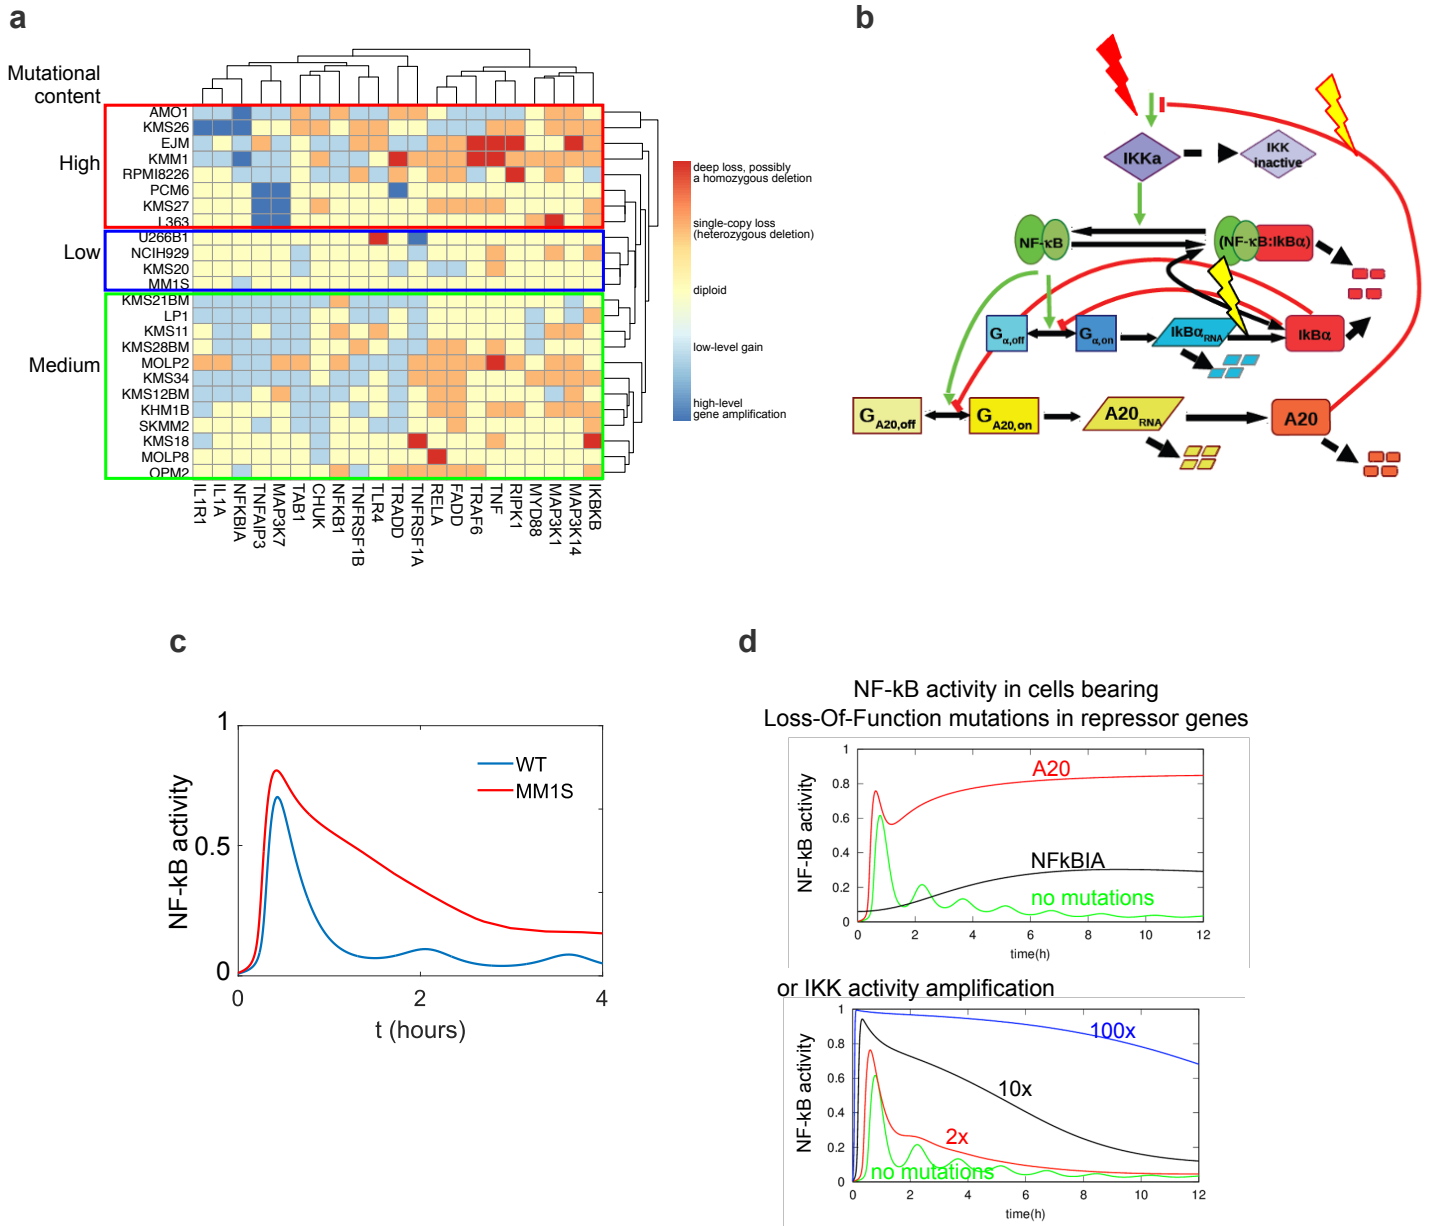 a
Mutational
content
High
Low
Medium
AMO1
KMS26
EJM
KMM1
RPMI8226
PCM6
KMS27
L363
U266B1
NCIH929
KMS20
MM1S
KMS21BM
LP1
KMS11
KMS28BM
MOLP2
KMS34
KMS12BM
KHM1B
SKMM2
KMS18
MOLP8
OPM2
IL1R1
IL1A
NFKBIA
TNFAIP3
MAP3K7
TAB1
CHUK
NFKB1
TNFRSF1B
TLR4
TRADD
TNFRSF1A
RELA
FADD
TRAF6
TNF
RIPK1
MYD88
MAP3K1
MAP3K14
IKBKB
deep loss, possibly
a homozygous deletion
single-copy loss
(heterozygous deletion)
diploid
low-level gain
high-level
gene amplification
b
IKKa
IKK
inactive
NF-κB
(NF-κB:IkBα)
Gα,off
Gα,on
IkBαRNA
IkBα
GA20,off
GA20,on
A20RNA
A20
c
NF-kB activity
1
0.5
0
WT
MM1S
0 2 4
t (hours)
d
NF-kB activity in cells bearing
Loss-Of-Function mutations in repressor genes
NF-kB activity
1
0.8
0.6
0.4
0.2
0
A20
NFkBIA
no mutations
0 2 4 6 8 10 12
time(h)
or IKK activity amplification
NF-kB activity
1
0.8
0.6
0.4
0.2
0
100x
10x
2x
no mutations
0 2 4 6 8 10 12
time(h)